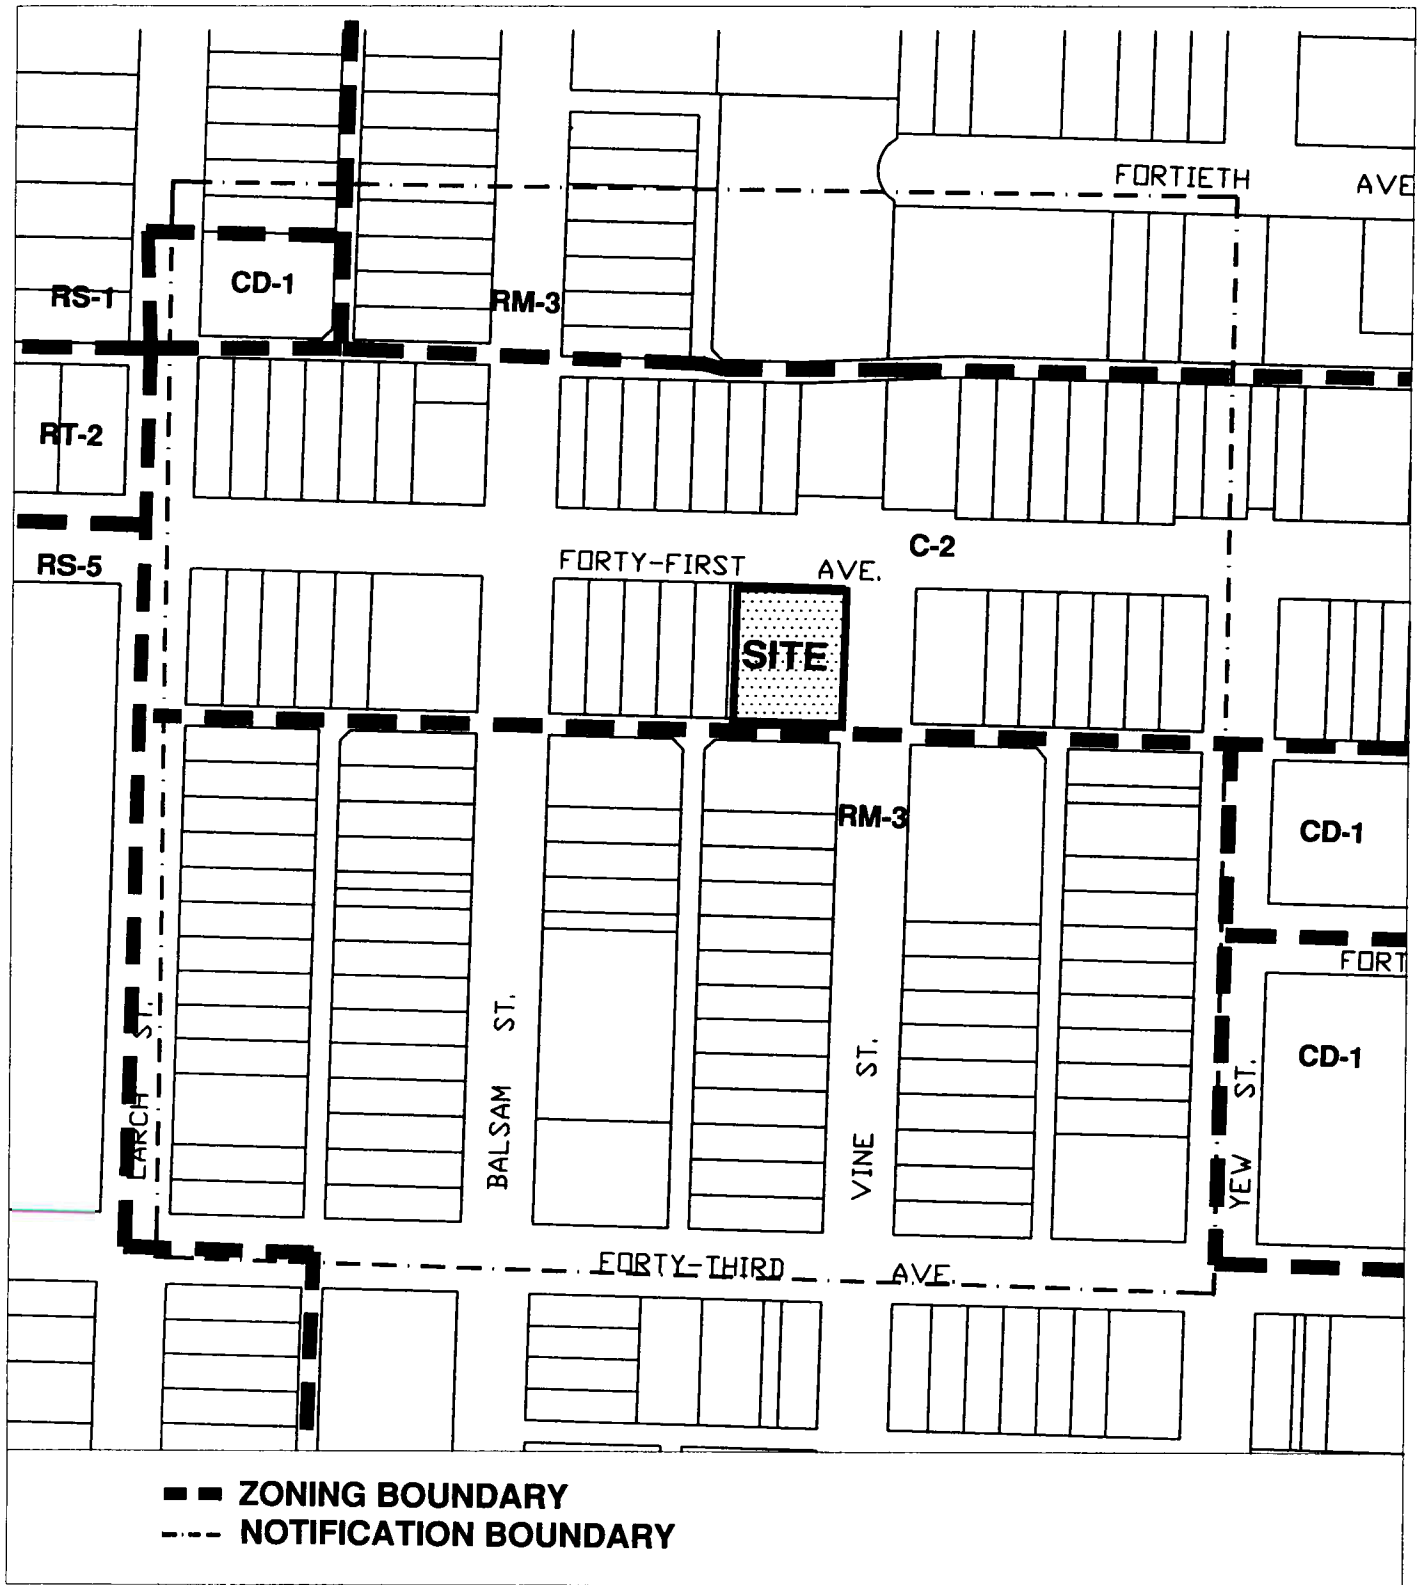 FORTIETH AVE
CD-1
RS-1
RM-3
RT-2
C-2
RS-5
FORTY-FIRST AVE.
SITE
RM-3
CD-1
FORT
LARCH ST.
BALSAM ST.
VINE ST.
YEW ST.
CD-1
FORTY-THIRD AVE.
ZONING BOUNDARY
NOTIFICATION BOUNDARY